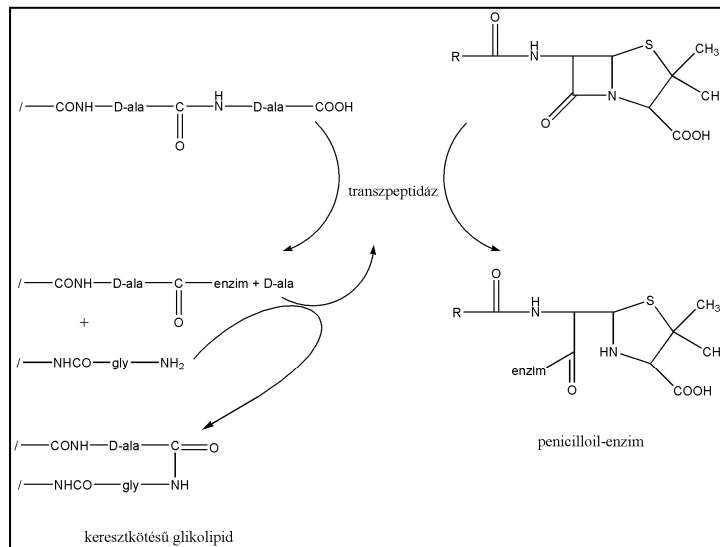 O
R
H
N
S
CH3
CH
N
O
COOH
/ CONH D-ala C H N D-ala COOH
O
transzpeptidáz
/ CONH D-ala C enzim + D-ala
O
+
/ NHCO gly NH2
O
R
H
N
S
CH3
CH
HN
enzim
O
COOH
penicilloil-enzim
/ CONH D-ala C O
/ NHCO gly NH
keresztkötésű glikolipid